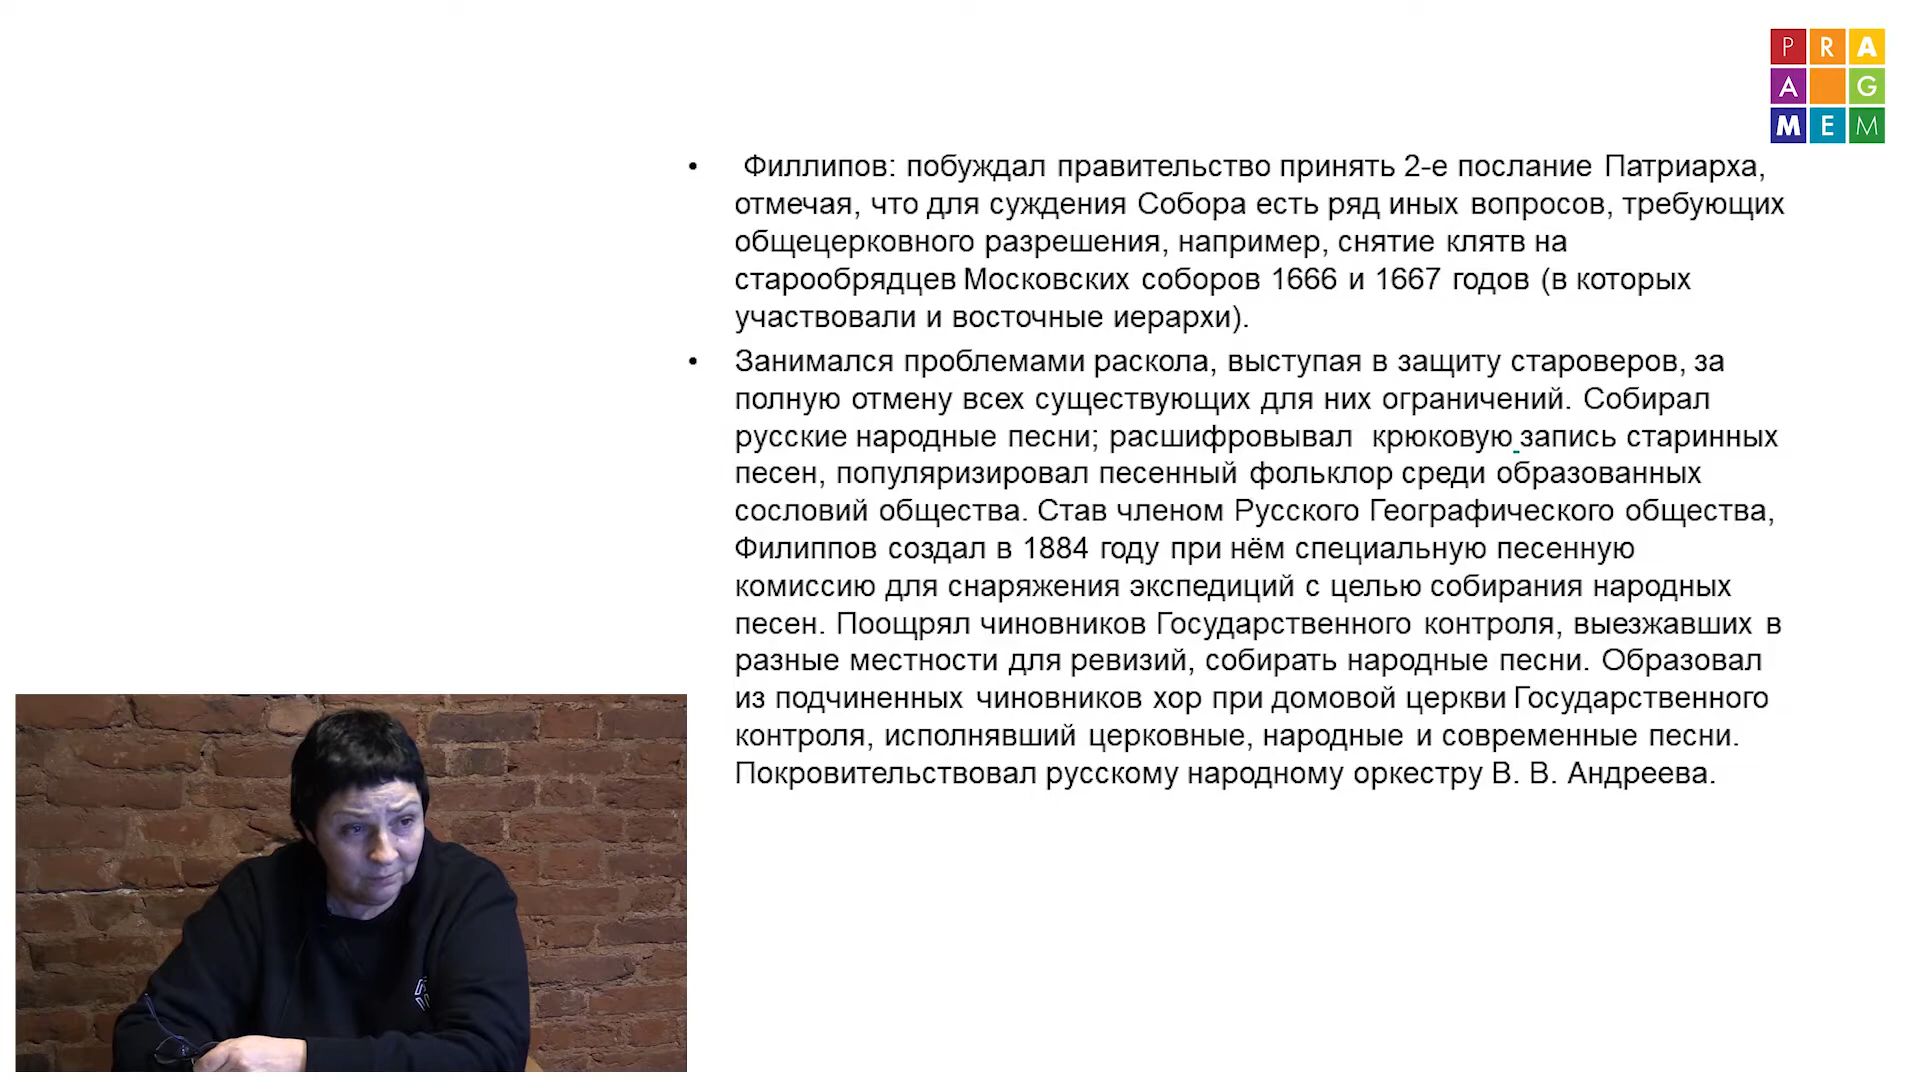 P R A
A G
M E M
• Филлипов: побуждал правительство принять 2-е послание Патриарха,
отмечая, что для суждения Собора есть ряд иных вопросов, требующих
общецерковного разрешения, например, снятие клятв на
старообрядцев Московских соборов 1666 и 1667 годов (в которых
участвовали и восточные иерархи).
• Занимался проблемами раскола, выступая в защиту староверов, за
полную отмену всех существующих для них ограничений. Собирал
русские народные песни; расшифровывал крюковую запись старинных
песен, популяризировал песенный фольклор среди образованных
сословий общества. Став членом Русского Географического общества,
Филиппов создал в 1884 году при нём специальную песенную
комиссию для снаряжения экспедиций с целью собирания народных
песен. Поощрял чиновников Государственного контроля, выезжавших в
разные местности для ревизий, собирать народные песни. Образовал
из подчиненных чиновников хор при домовой церкви Государственного
контроля, исполнявший церковные, народные и современные песни.
Покровительствовал русскому народному оркестру В. В. Андреева.